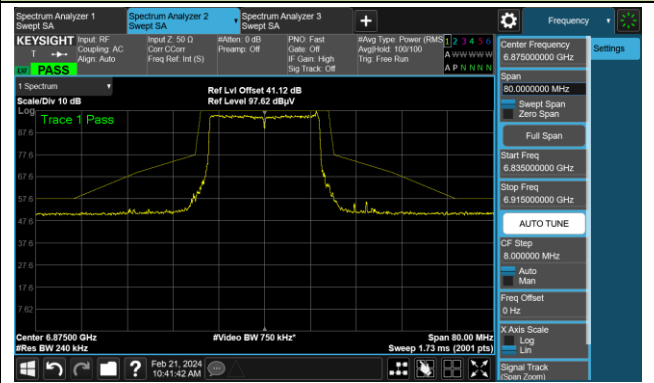 Spectrum Analyzer 1
Swept SA
Spectrum Analyzer 2
Swept SA
Spectrum Analyzer 3
Swept SA
+
Frequency
KEYSIGHT
Input: RF
Coupling: AC
Align: Auto
Input Z: 50 Ω
Corr CCorr
Freq Ref: Int (S)
#Atten: 0 dB
Preamp: Off
PNO: Fast
Gate: Off
IF Gain: High
Sig Track: Off
#Avg Type: Power (RMS)
Avg|Hold: 100/100
Trig: Free Run
1 2 3 4 5 6
A W W W W W
A P N N N N
T
LXI
PASS
1 Spectrum
Scale/Div 10 dB
Ref Lvl Offset 41.12 dB
Ref Level 97.62 dBµV
Log
Trace 1 Pass
87.6
77.6
67.6
57.6
47.6
37.6
27.6
17.6
7.62
Center 6.87500 GHz
#Res BW 240 kHz
#Video BW 750 kHz*
Span 80.00 MHz
Sweep 1.73 ms (2001 pts)
Center Frequency
6.875000000 GHz
Settings
Span
80.0000000 MHz
Swept Span
Zero Span
Full Span
Start Freq
6.835000000 GHz
Stop Freq
6.915000000 GHz
AUTO TUNE
CF Step
8.000000 MHz
Auto
Man
Freq Offset
0 Hz
X Axis Scale
Log
Lin
Signal Track
(Span Zoom)
?
Feb 21, 2024
10:41:42 AM